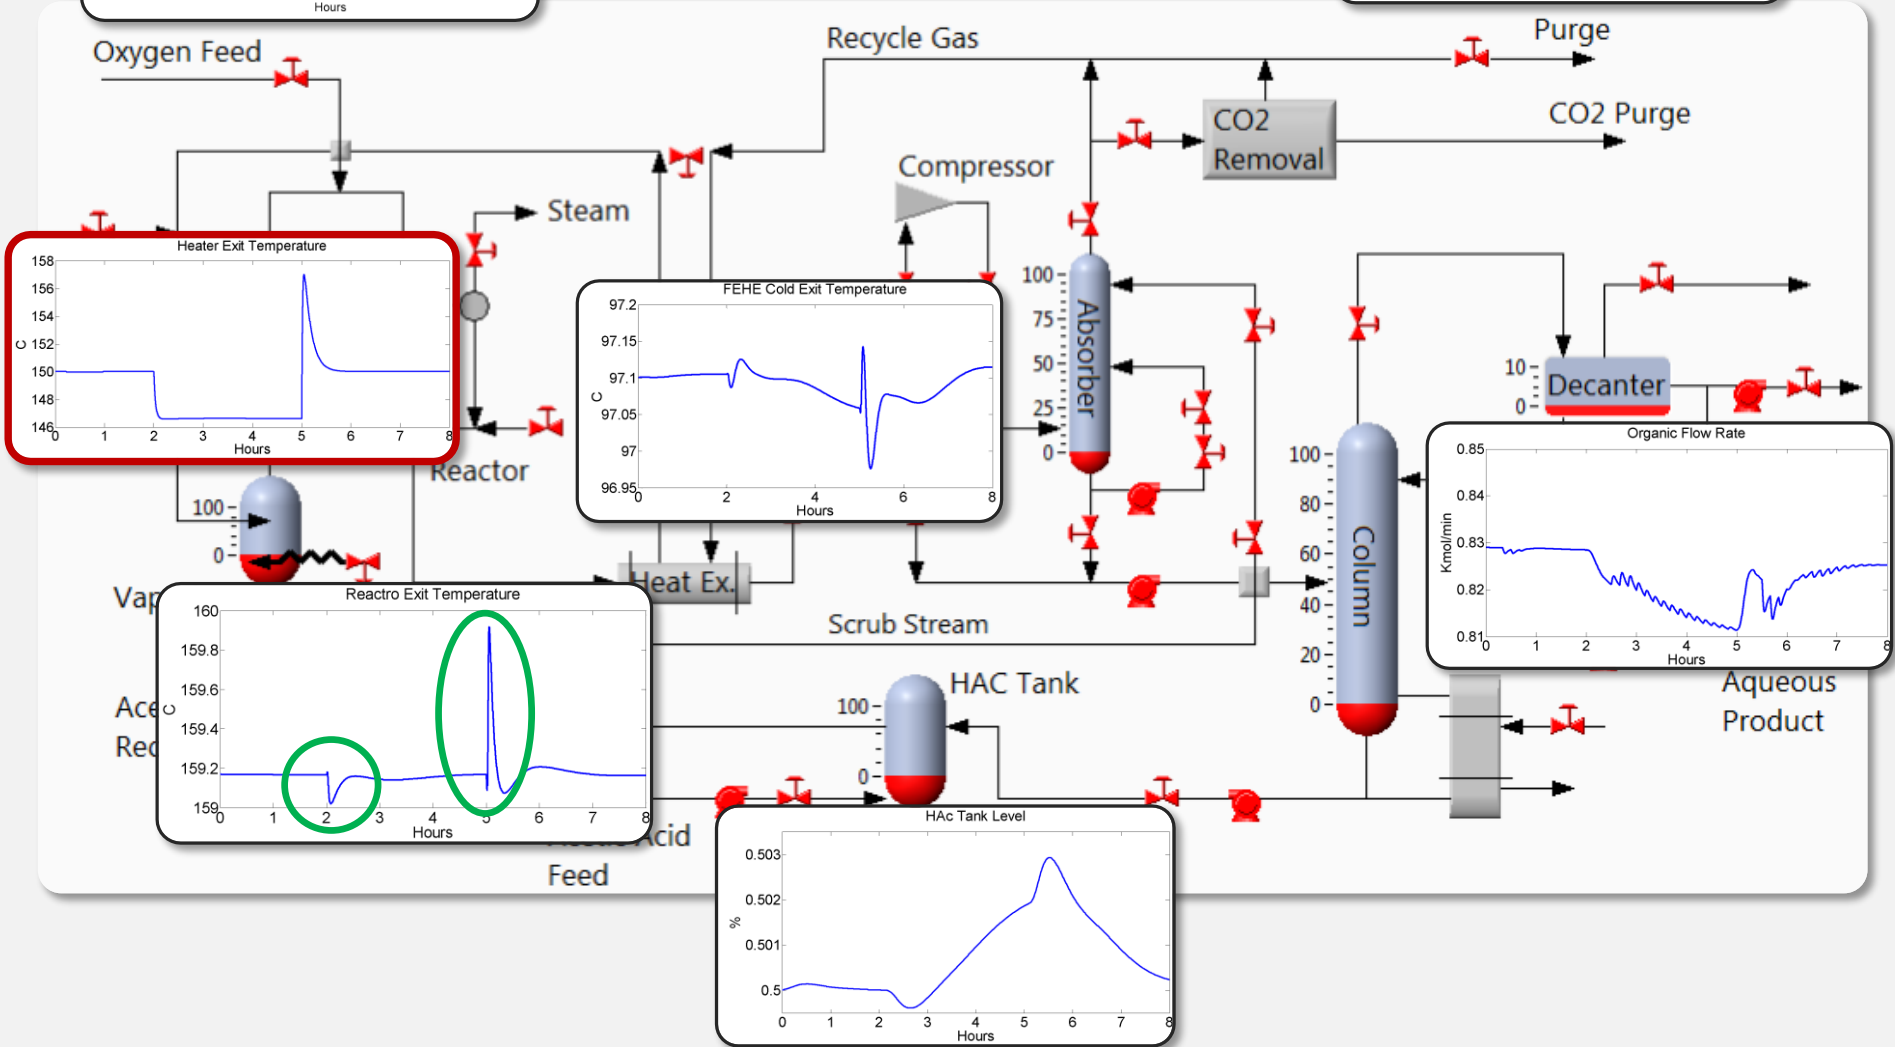 Hours
Oxygen Feed
Recycle Gas
Purge
CO2
Removal
CO2 Purge
Compressor
Steam
Heater Exit Temperature
158
156
154
152
150
148
146
C
0 1 2 3 4 5 6 7 8
Hours
FEHE Cold Exit Temperature
97.2
97.15
97.1
97.05
97
96.95
C
0 2 4 6 8
Hours
100
75
50
25
0
Absorber
10
0
Decanter
Reactor
100
0
Heat Ex.
100
80
60
40
20
0
Column
Organic Flow Rate
0.85
0.84
0.83
0.82
0.81
Kmol/min
0 1 2 3 4 5 6 7 8
Hours
Vap
Reactro Exit Temperature
160
159.8
159.6
159.4
159.2
159
C
0 1 2 3 4 5 6 7 8
Hours
Scrub Stream
Ace
Rec
HAC Tank
100
0
Aqueous
Product
Acid
Feed
HAc Tank Level
0.503
0.502
0.501
0.5
%
0 1 2 3 4 5 6 7 8
Hours